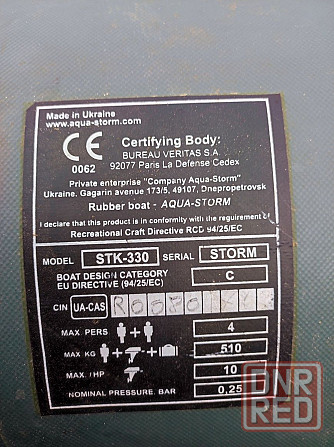 Made in Ukraine
www.aqua-storm.com
CE
0062
Certifying Body:
BUREAU VERITAS S.A.
92077 Paris La Defense Cedex
Private enterprise "Company Aqua-Storm"
Ukraine. Gagarin avenue 173/5, 49107, Dnepropetrovsk
Rubber boat - AQUA-STORM
I declare that this product is in conformity with the requirement of
Recreational Craft Directive RCD 94/25/EC
MODEL STK-330 SERIAL STORM
BOAT DESIGN CATEGORY
EU DIRECTIVE (94/25/EC) C
CIN UA-CAS
MAX. PERS 4
MAX. KG 510
MAX. / HP 10
NOMINAL PRESSURE, BAR 0,25
DNR
RED